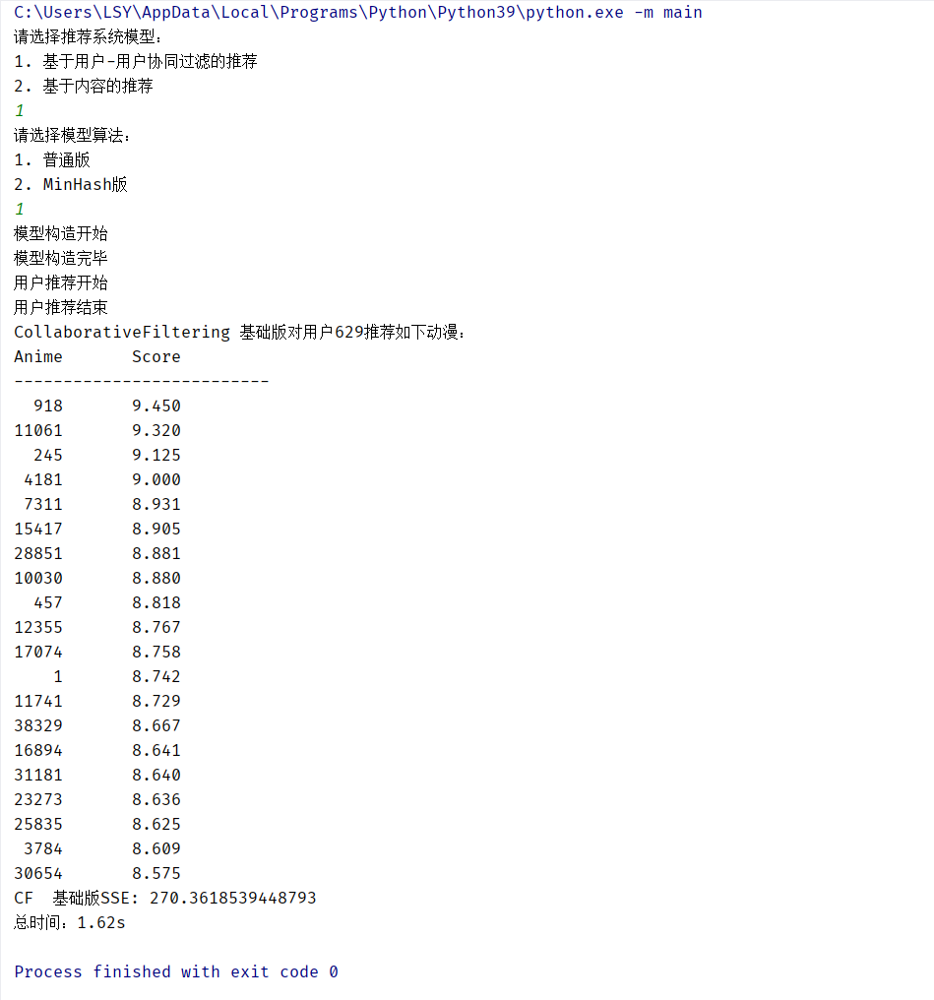 C:\Users\LSY\AppData\Local\Programs\Python\Python39\python.exe -m main
请选择推荐系统模型：
1. 基于用户-用户协同过滤的推荐
2. 基于内容的推荐
1
请选择模型算法：
1. 普通版
2. MinHash版
1
模型构造开始
模型构造完毕
用户推荐开始
用户推荐结束
CollaborativeFiltering 基础版对用户629推荐如下动漫：
Anime       Score
--------------------------
  918       9.450
11061       9.320
  245       9.125
 4181       9.000
 7311       8.931
15417       8.905
28851       8.881
10030       8.880
  457       8.818
12355       8.767
17074       8.758
    1       8.742
11741       8.729
38329       8.667
16894       8.641
31181       8.640
23273       8.636
25835       8.625
 3784       8.609
30654       8.575
CF  基础版SSE: 270.3618539448793
总时间：1.62s
Process finished with exit code 0